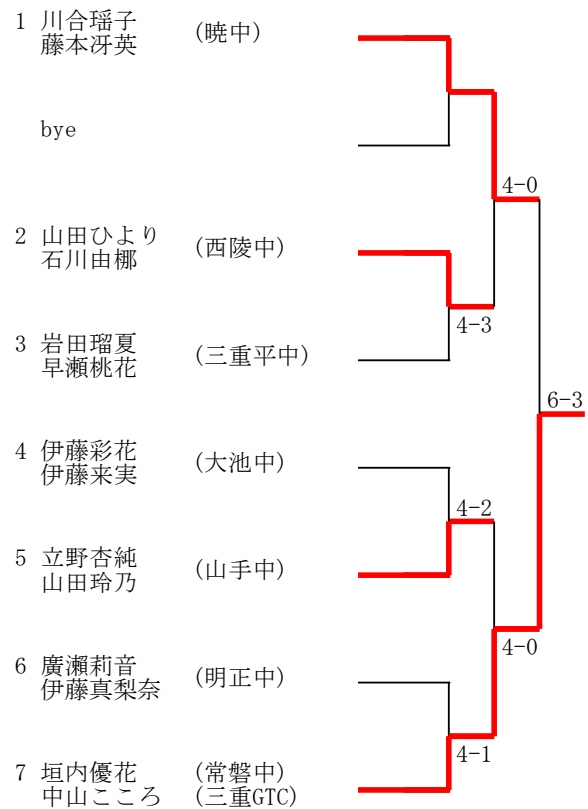 1 川合瑶子 (暁中)
藤本冴英
bye
4-0
2 山田ひより (西陵中)
石川由梛
4-3
3 岩田瑠夏 (三重平中)
早瀬桃花
6-3
4 伊藤彩花 (大池中)
伊藤来実
4-2
5 立野杏純 (山手中)
山田玲乃
4-0
6 廣瀬莉音 (明正中)
伊藤真梨奈
4-1
7 垣内優花 (常磐中)
中山こころ (三重GTC)